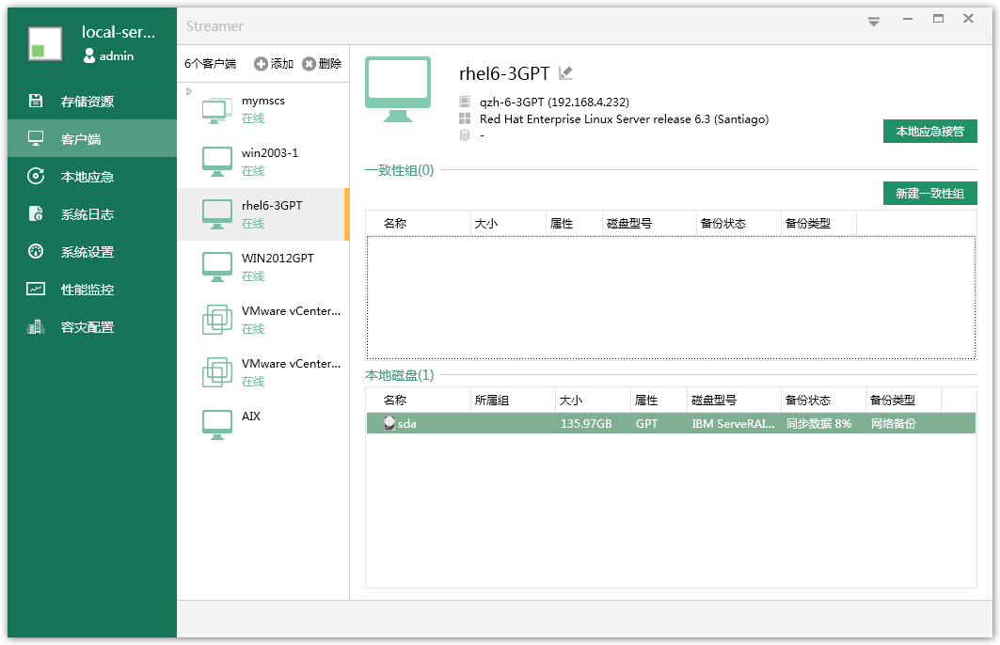 local-ser...
admin
存储资源
客户端
本地应急
系统日志
系统设置
性能监控
容灾配置
Streamer
6个客户端 添加 删除
mymscs
在线
win2003-1
在线
rhel6-3GPT
在线
WIN2012GPT
在线
VMware vCenter...
在线
VMware vCenter...
在线
AIX
rhel6-3GPT
qzh-6-3GPT (192.168.4.232)
Red Hat Enterprise Linux Server release 6.3 (Santiago)
-
本地应急接管
一致性组(0)
新建一致性组
名称 大小 属性 磁盘型号 备份状态 备份类型
本地磁盘(1)
名称 所属组 大小 属性 磁盘型号 备份状态 备份类型
sda 135.97GB GPT IBM ServeRAI... 同步数据 8% 网络备份